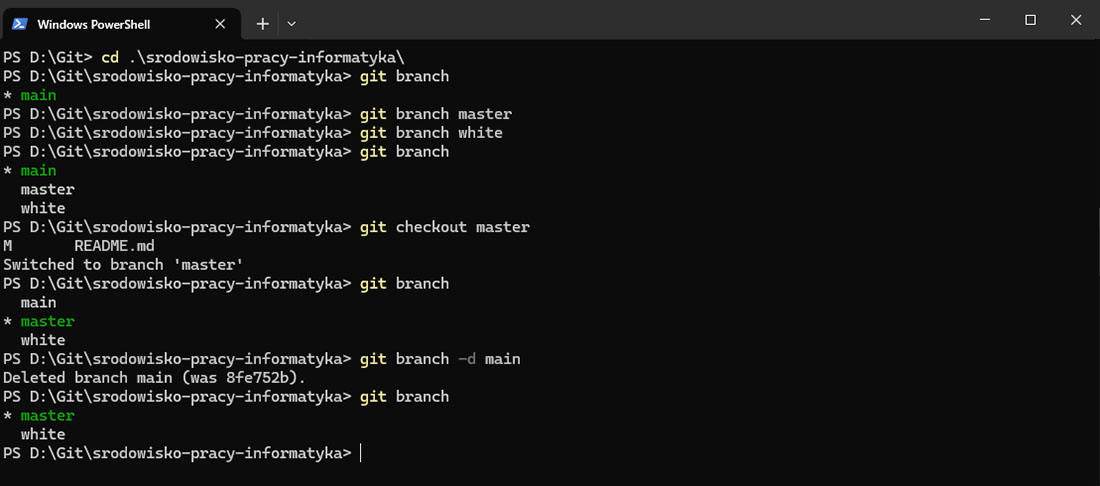 Windows PowerShell
PS D:\Git> cd .\srodowisko-pracy-informatyka\
PS D:\Git\srodowisko-pracy-informatyka> git branch
* main
PS D:\Git\srodowisko-pracy-informatyka> git branch master
PS D:\Git\srodowisko-pracy-informatyka> git branch white
PS D:\Git\srodowisko-pracy-informatyka> git branch
* main
  master
  white
PS D:\Git\srodowisko-pracy-informatyka> git checkout master
M       README.md
Switched to branch 'master'
PS D:\Git\srodowisko-pracy-informatyka> git branch
  main
* master
  white
PS D:\Git\srodowisko-pracy-informatyka> git branch -d main
Deleted branch main (was 8fe752b).
PS D:\Git\srodowisko-pracy-informatyka> git branch
* master
  white
PS D:\Git\srodowisko-pracy-informatyka>